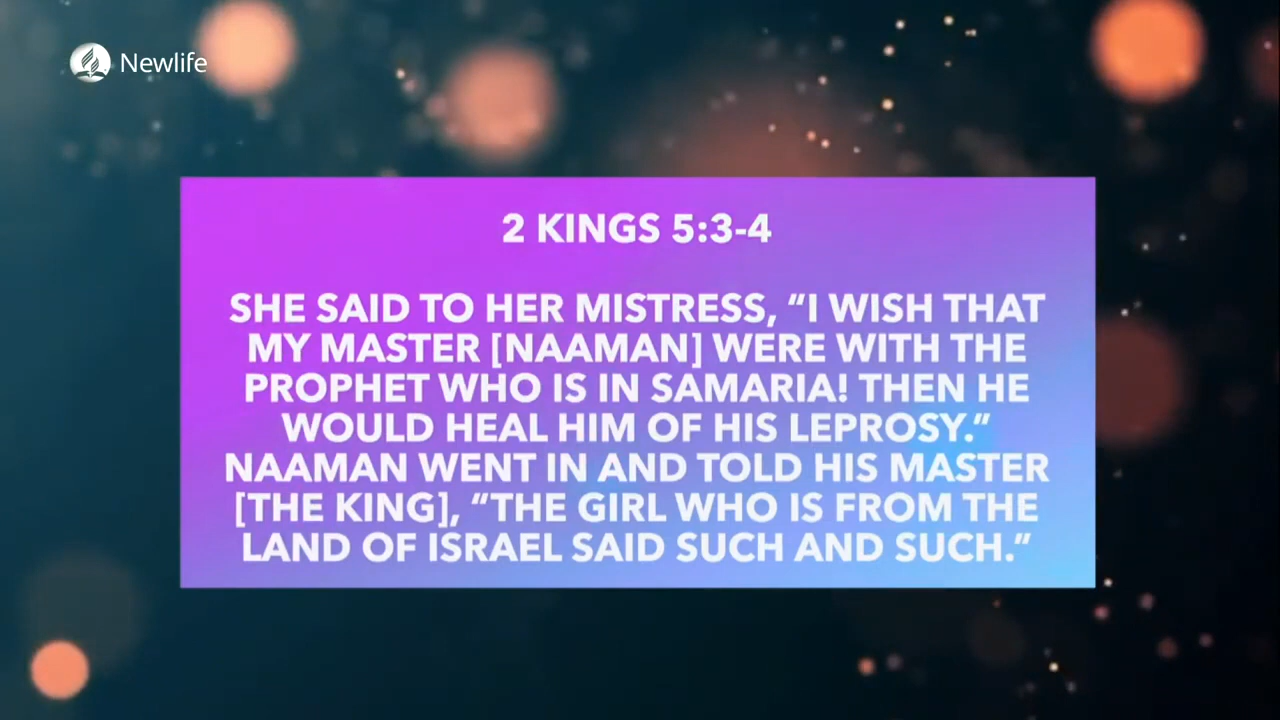 Newlife
2 KINGS 5:3-4
SHE SAID TO HER MISTRESS, “I WISH THAT
MY MASTER [NAAMAN] WERE WITH THE
PROPHET WHO IS IN SAMARIA! THEN HE
WOULD HEAL HIM OF HIS LEPROSY.”
NAAMAN WENT IN AND TOLD HIS MASTER
[THE KING], “THE GIRL WHO IS FROM THE
LAND OF ISRAEL SAID SUCH AND SUCH.”